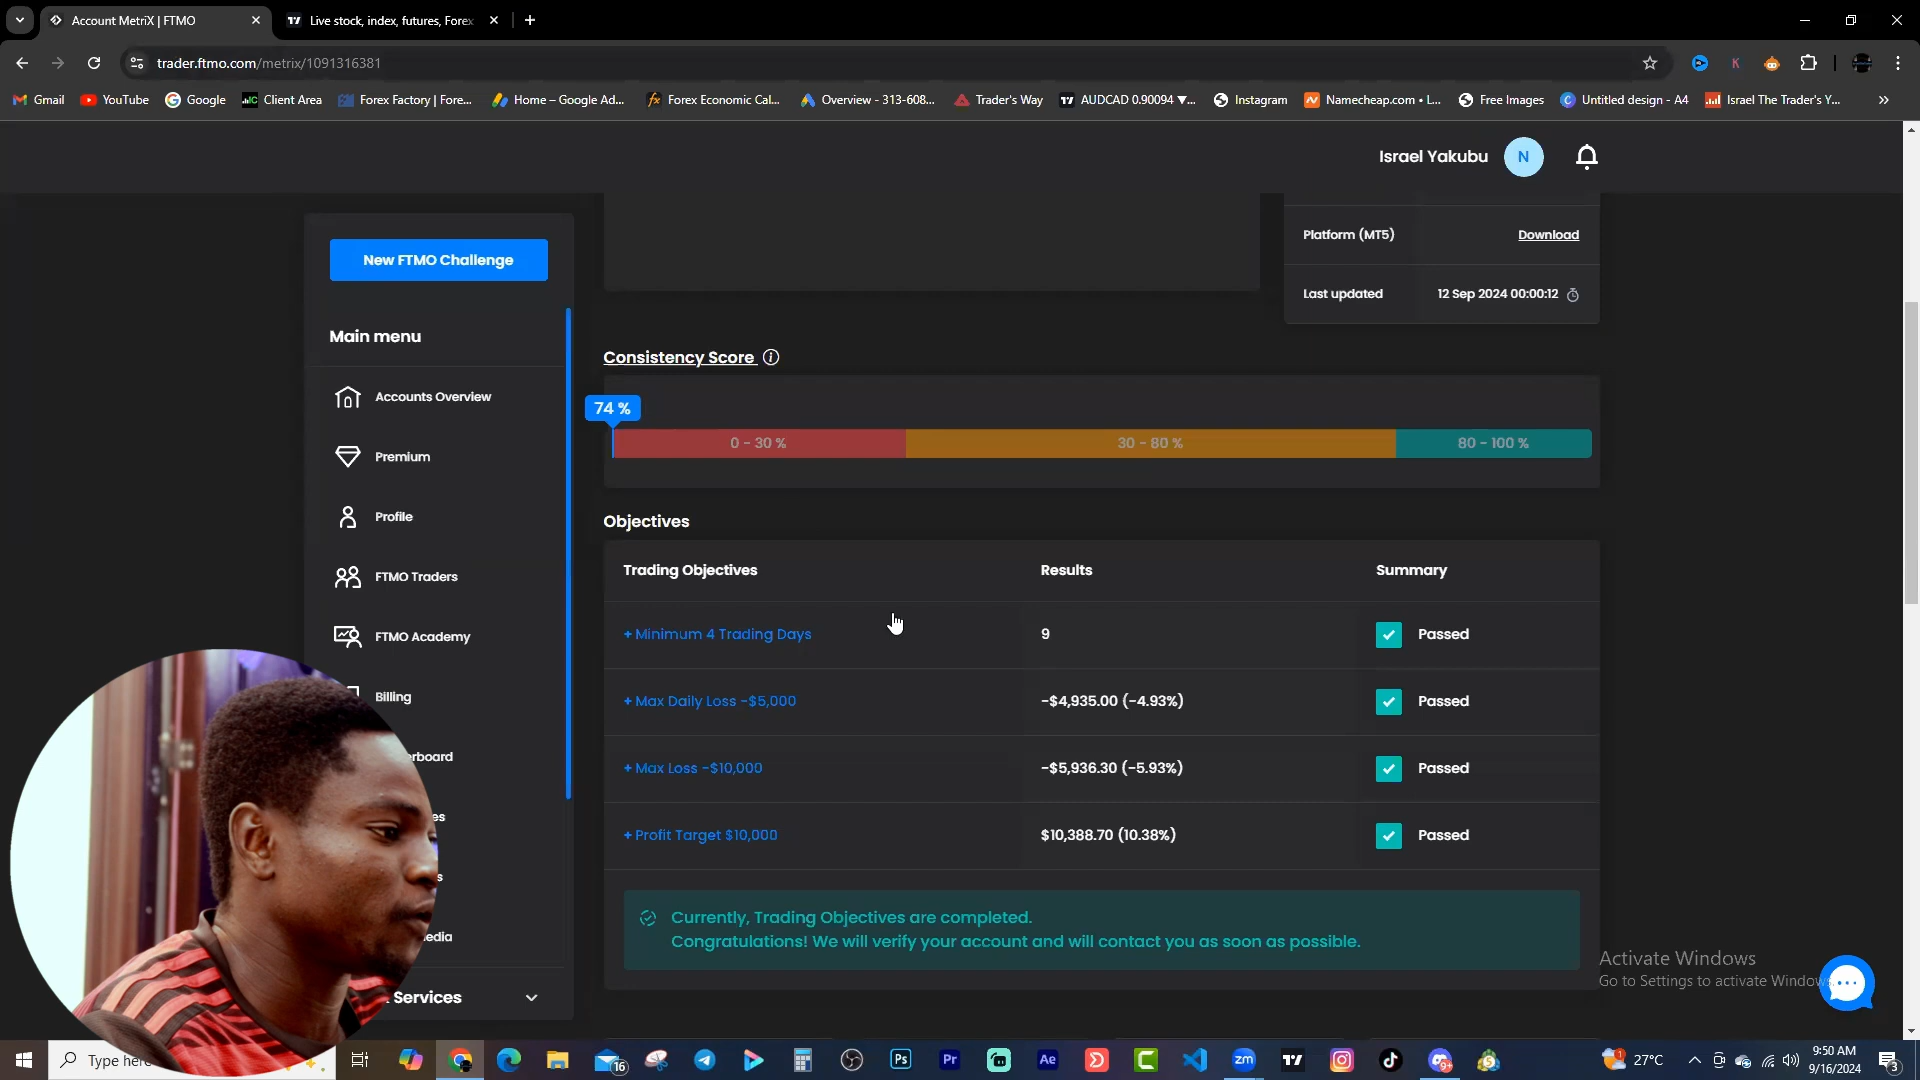 Account MetriX | FTMO
Live stock, index, futures, Forex
trader.ftmo.com/metrix/1091316381
Gmail
YouTube
Google
Client Area
Forex Factory | Fore...
Home – Google Ad...
Forex Economic Cal...
Overview - 313-608...
Trader's Way
AUDCAD 0.90094 ▼...
Instagram
Namecheap.com • L...
Free Images
Untitled design - A4
Israel The Trader's Y...
Israel Yakubu
N
New FTMO Challenge
Main menu
Accounts Overview
Premium
Profile
FTMO Traders
FTMO Academy
Billing
Services
Platform (MT5)
Download
Last updated
12 Sep 2024 00:00:12
Consistency Score
74 %
0 - 30 %
30 - 80 %
80 - 100 %
Objectives
Trading Objectives
Results
Summary
+ Minimum 4 Trading Days
9
Passed
+ Max Daily Loss -$5,000
-$4,935.00 (-4.93%)
Passed
+ Max Loss -$10,000
-$5,936.30 (-5.93%)
Passed
+ Profit Target $10,000
$10,388.70 (10.38%)
Passed
Currently, Trading Objectives are completed.
Congratulations! We will verify your account and will contact you as soon as possible.
Activate Windows
Go to Settings to activate Windows
Type here
16
27°C
9:50 AM
9/16/2024
3